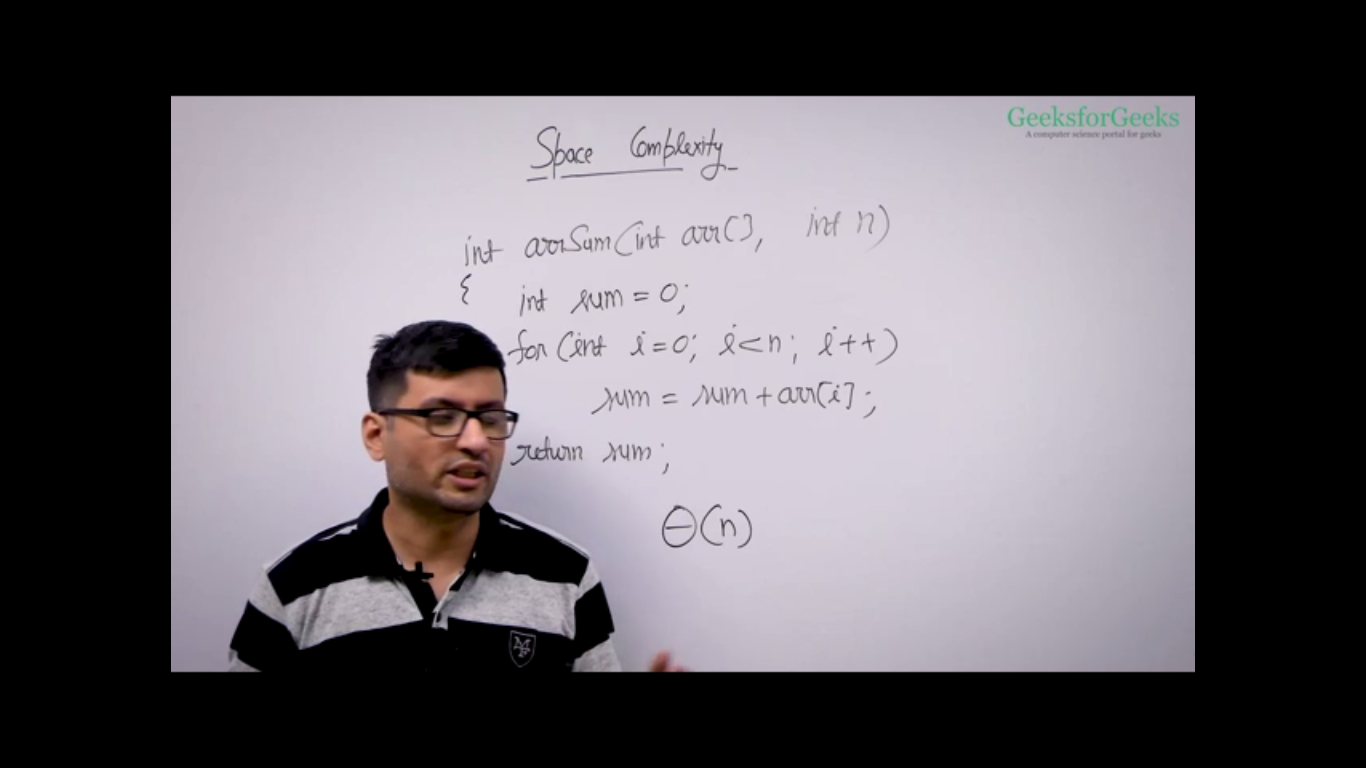 GeeksforGeeks
A computer science portal for geeks
Space Complexity
int arrSum(int arr[], int n)
{ int sum = 0;
for (int i=0; i<n; i++)
sum = sum + arr[i];
return sum;
Θ(n)